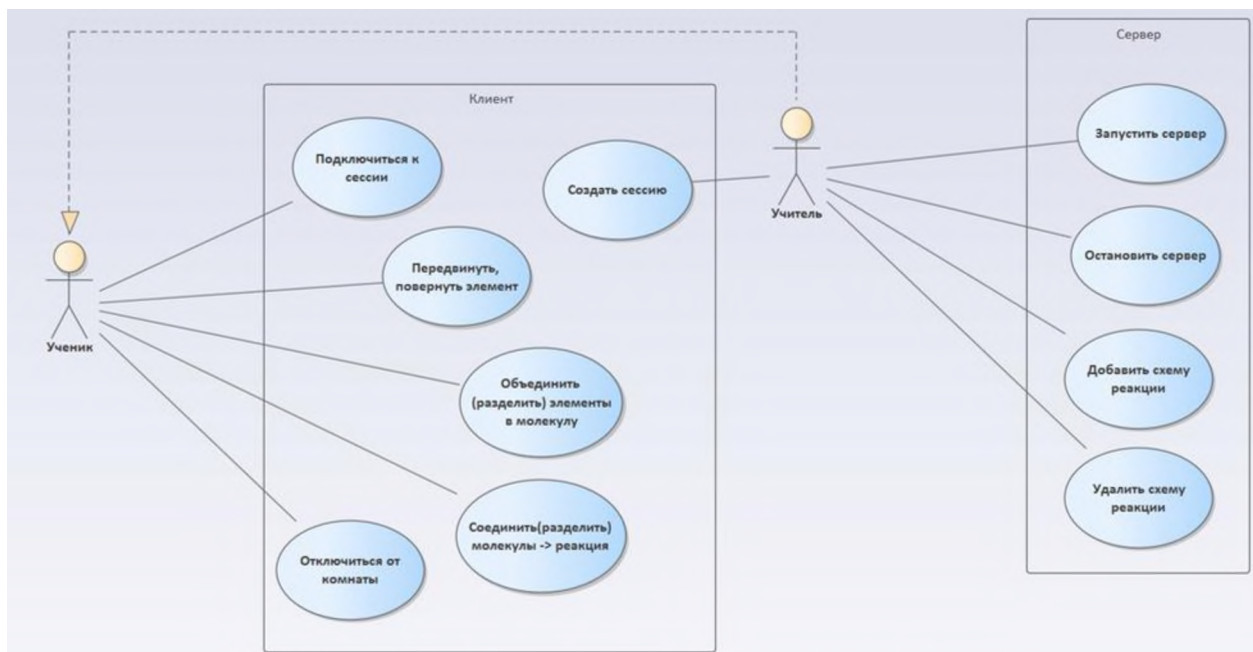 Сервер
Клиент
Запустить сервер
Подключиться к
сессии
Создать сессию
Учитель
Остановить сервер
Передвинуть,
повернуть элемент
Ученик
Добавить схему
реакции
Объединить
(разделить) элементы
в молекулу
Удалить схему
реакции
Соединить(разделить)
молекулы -> реакция
Отключиться от
комнаты